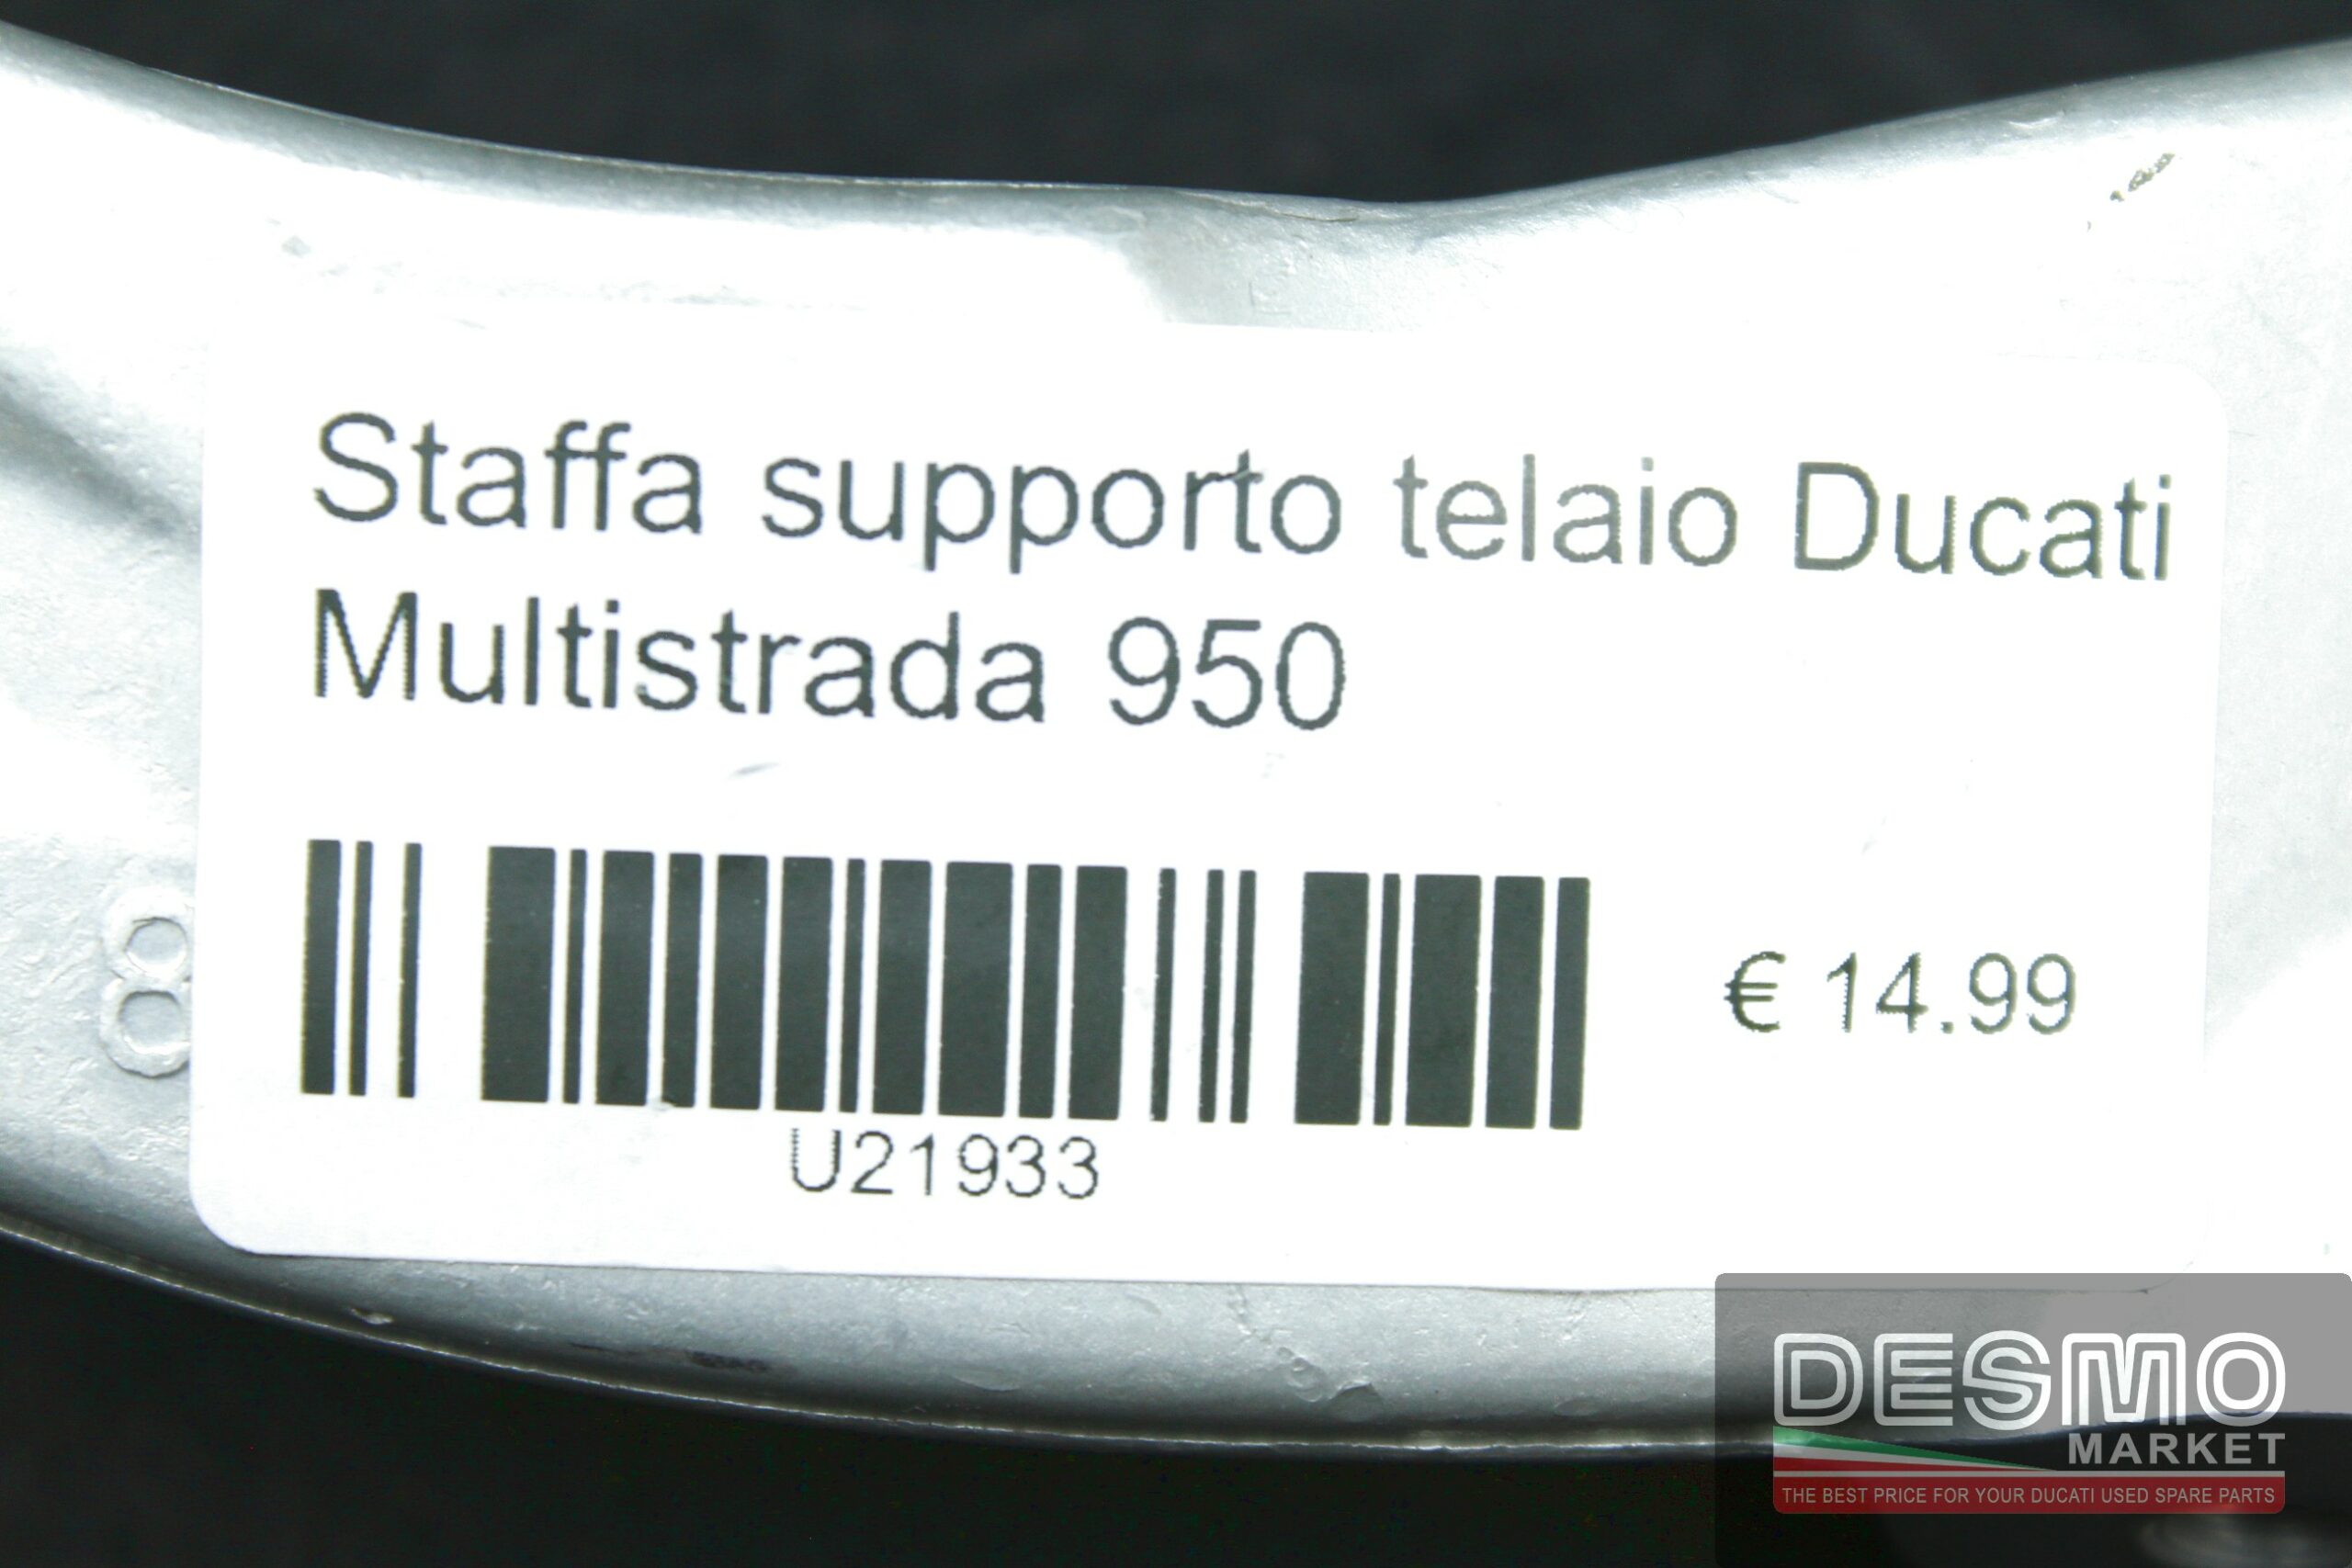 Staffa supporto telaio Ducati
Multistrada 950
8
€ 14.99
U21933
DESMO
MARKET
THE BEST PRICE FOR YOUR DUCATI USED SPARE PARTS